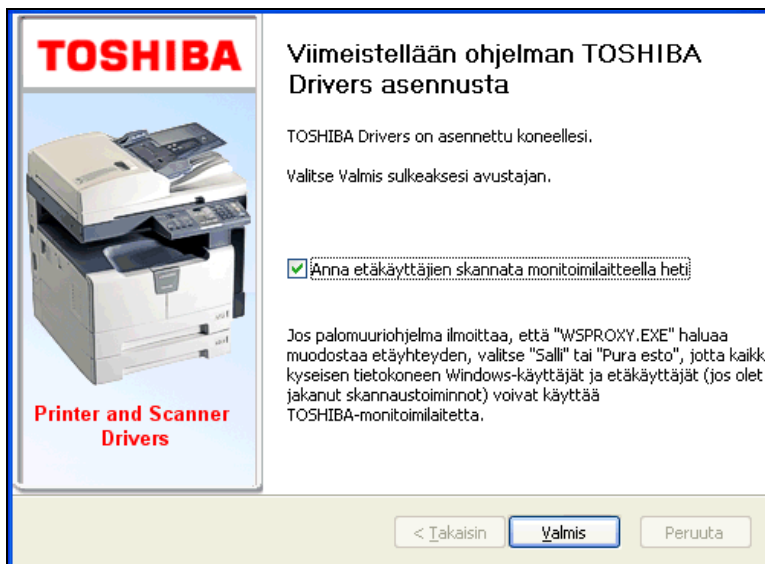 TOSHIBA
Printer and Scanner
Drivers
Viimeistellään ohjelman TOSHIBA
Drivers asennusta
TOSHIBA Drivers on asennettu koneellesi.
Valitse Valmis sulkeaksesi avustajan.
Anna etäkäyttäjien skannata monitoimilaitteella heti
Jos palomuuriohjelma ilmoittaa, että "WSPROXY.EXE" haluaa
muodostaa etäyhteyden, valitse "Salli" tai "Pura esto", jotta kaikk
kyseisen tietokoneen Windows-käyttäjät ja etäkäyttäjät (jos olet
jakanut skannaustoiminnot) voivat käyttää
TOSHIBA-monitoimilaitetta.
< Takaisin
Valmis
Peruuta